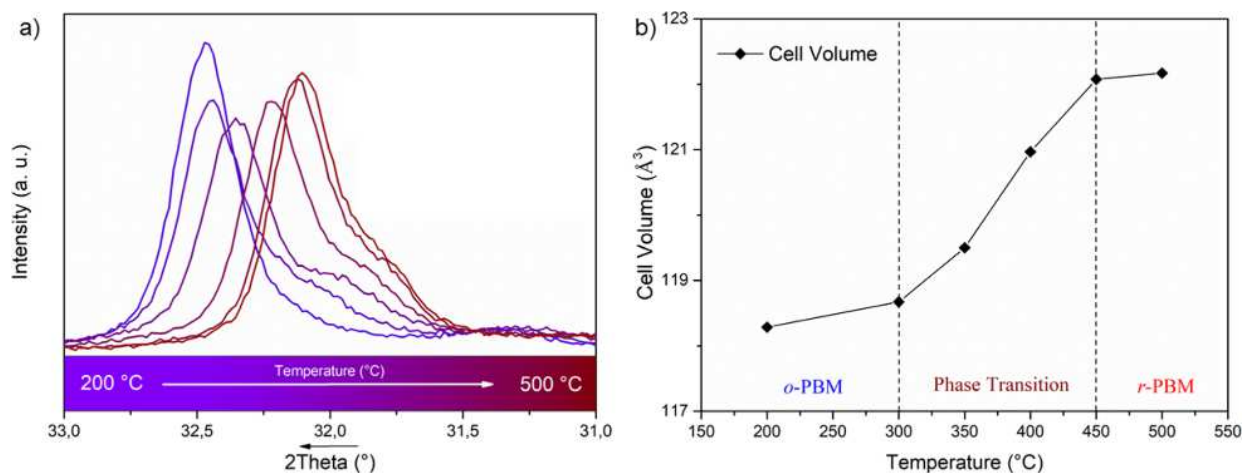 a)
Intensity (a. u.)
200 °C
Temperature (°C)
500 °C
33,0
32,5
32,0
31,5
31,0
2Theta (°)
b)
Cell Volume
123
121
119
117
Cell Volume (Å³)
o-PBM
Phase Transition
r-PBM
150
200
250
300
350
400
450
500
550
Temperature (°C)